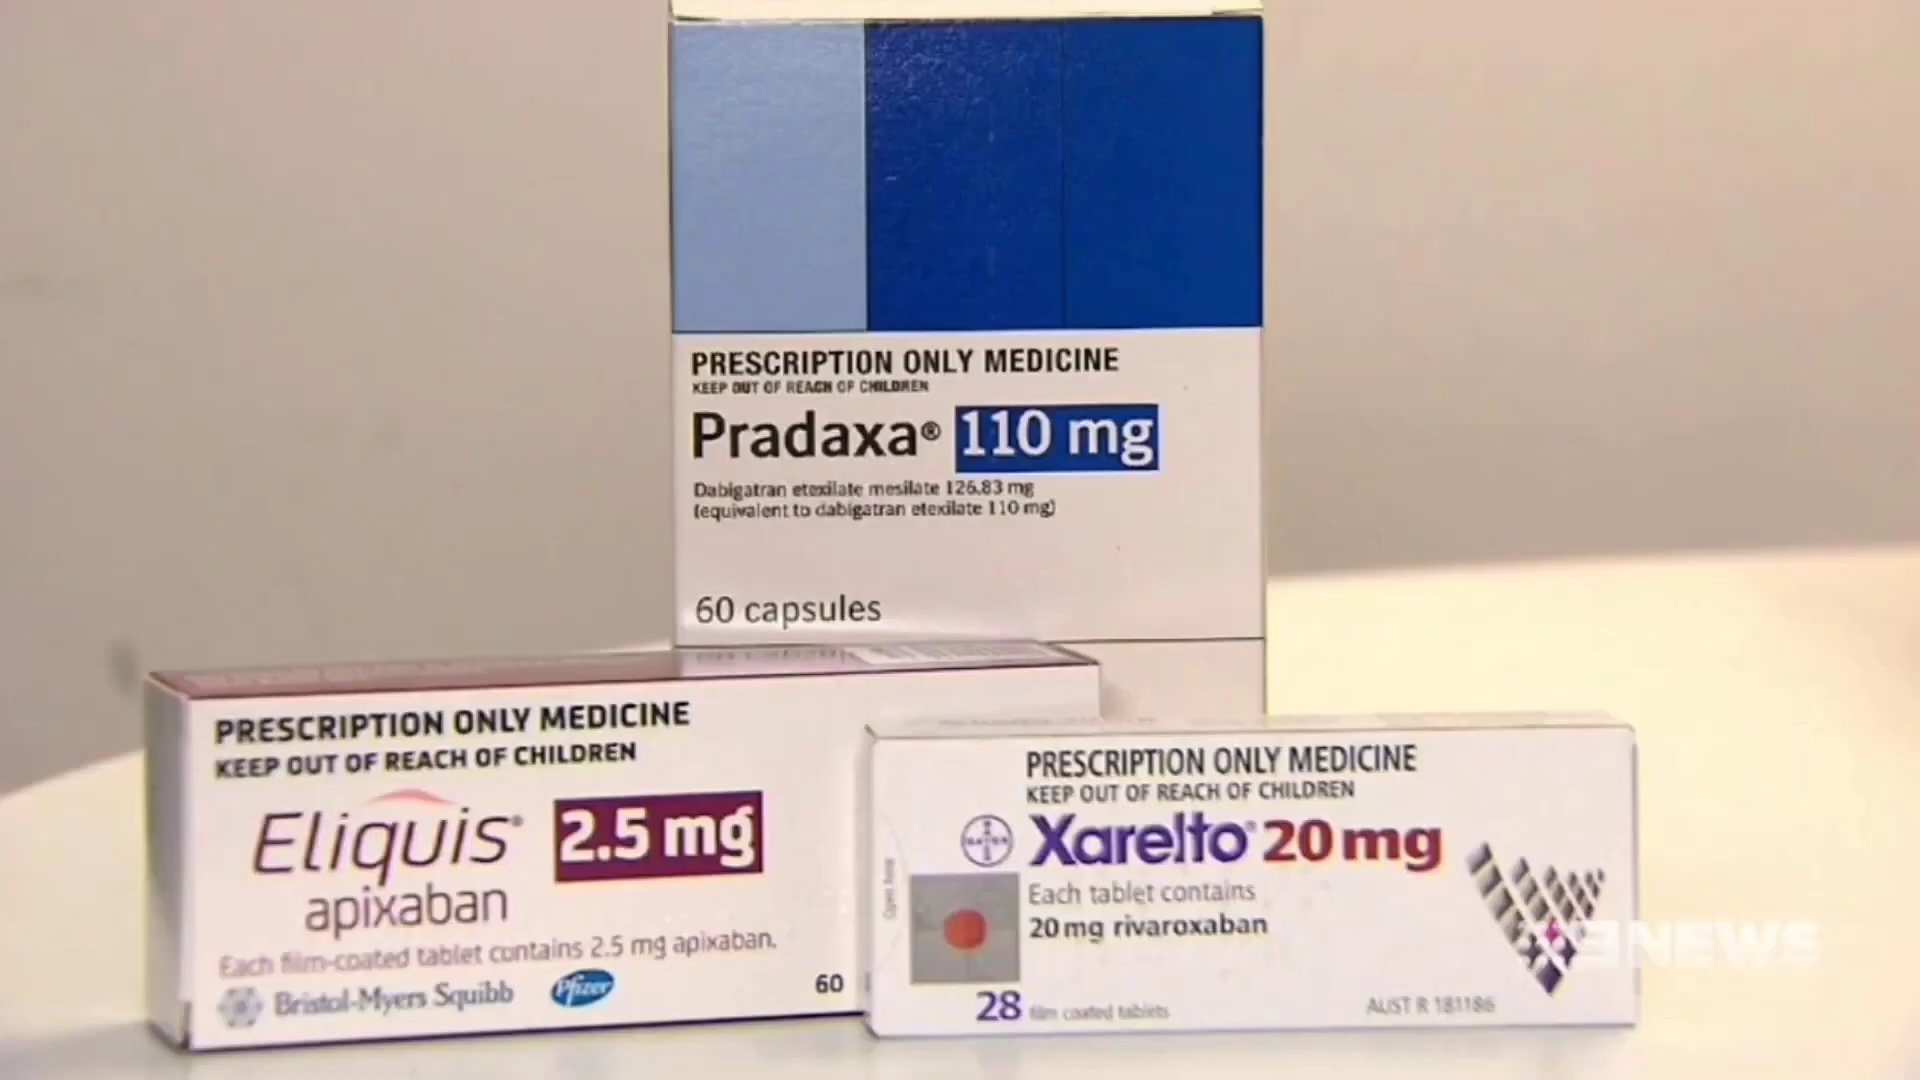 PRESCRIPTION ONLY MEDICINE
KEEP OUT OF REACH OF CHILDREN
Pradaxa® 110 mg
Dabigatran etexilate mesilate 126.83 mg
(equivalent to dabigatran etexilate 110 mg)
60 capsules
PRESCRIPTION ONLY MEDICINE
KEEP OUT OF REACH OF CHILDREN
Eliquis® 2.5 mg
apixaban
Each film-coated tablet contains 2.5 mg apixaban.
Bristol-Myers Squibb Pfizer
60
PRESCRIPTION ONLY MEDICINE
KEEP OUT OF REACH OF CHILDREN
BAYER Xarelto® 20 mg
Each tablet contains
20 mg rivaroxaban
Open here
28 film coated tablets
AUST R 181186
9NEWS